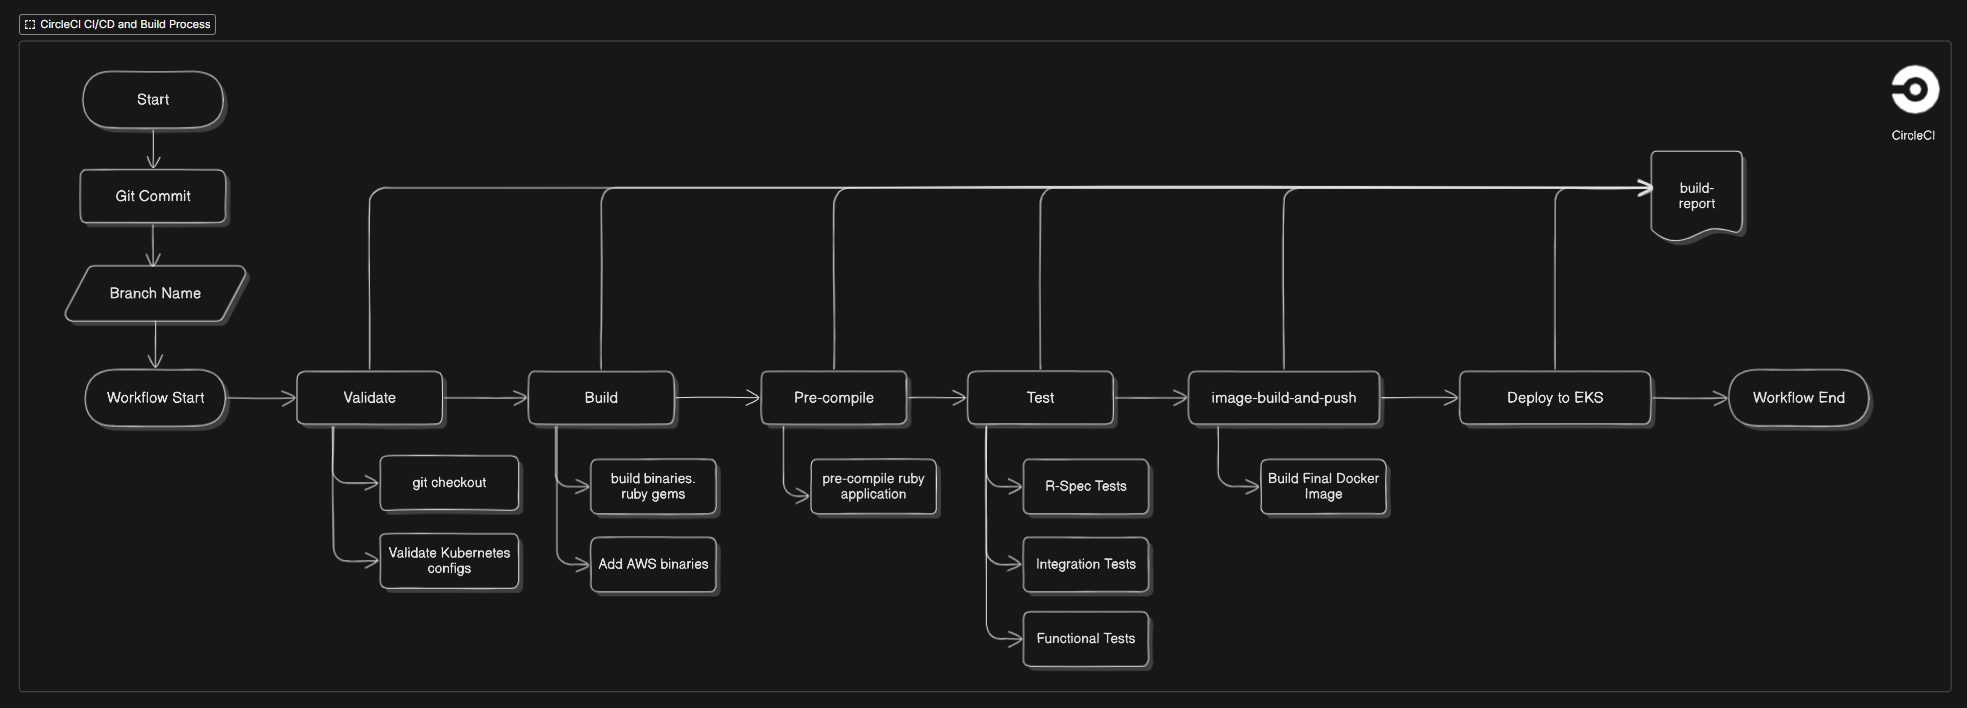 CircleCI CI/CD and Build Process
Start
CircleCI
Git Commit
build-
report
Branch Name
Workflow Start
Validate
Build
Pre-compile
Test
image-build-and-push
Deploy to EKS
Workflow End
git checkout
Validate Kubernetes
configs
build binaries.
ruby gems
Add AWS binaries
pre-compile ruby
application
R-Spec Tests
Integration Tests
Functional Tests
Build Final Docker
Image